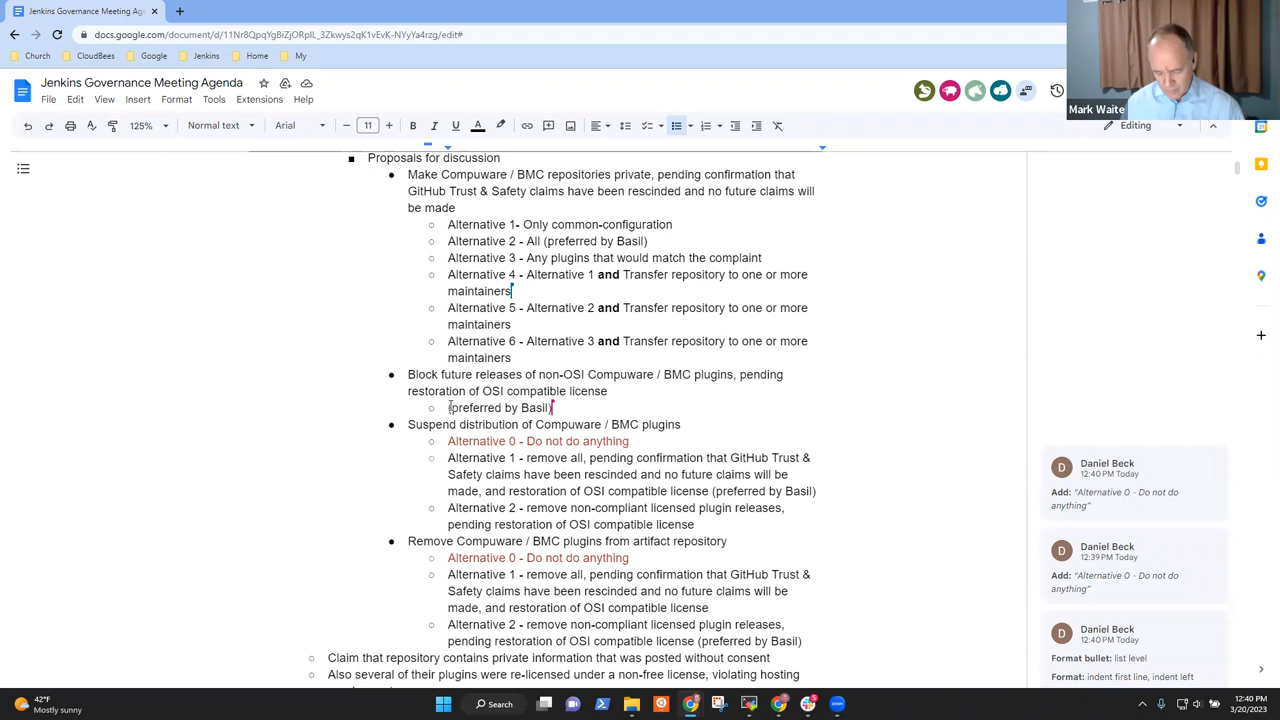 Jenkins Governance Meeting Age
docs.google.com/document/d/11Nr8QpqYgBiZjORpIL_3Zkwys2qK1vEvK-NYyYa4rzg/edit#
Church
CloudBees
Google
Jenkins
Home
My
Jenkins Governance Meeting Agenda
File
Edit
View
Insert
Format
Tools
Extensions
Help
Mark Waite
125%
Normal text
Arial
11
Editing
Proposals for discussion
Make Compuware / BMC repositories private, pending confirmation that
GitHub Trust & Safety claims have been rescinded and no future claims will
be made
Alternative 1- Only common-configuration
Alternative 2 - All (preferred by Basil)
Alternative 3 - Any plugins that would match the complaint
Alternative 4 - Alternative 1 and Transfer repository to one or more
maintainers
Alternative 5 - Alternative 2 and Transfer repository to one or more
maintainers
Alternative 6 - Alternative 3 and Transfer repository to one or more
maintainers
Block future releases of non-OSI Compuware / BMC plugins, pending
restoration of OSI compatible license
(preferred by Basil)
Suspend distribution of Compuware / BMC plugins
Alternative 0 - Do not do anything
Alternative 1 - remove all, pending confirmation that GitHub Trust &
Safety claims have been rescinded and no future claims will be
made, and restoration of OSI compatible license (preferred by Basil)
Alternative 2 - remove non-compliant licensed plugin releases,
pending restoration of OSI compatible license
Remove Compuware / BMC plugins from artifact repository
Alternative 0 - Do not do anything
Alternative 1 - remove all, pending confirmation that GitHub Trust &
Safety claims have been rescinded and no future claims will be
made, and restoration of OSI compatible license
Alternative 2 - remove non-compliant licensed plugin releases,
pending restoration of OSI compatible license (preferred by Basil)
Claim that repository contains private information that was posted without consent
Also several of their plugins were re-licensed under a non-free license, violating hosting
D
Daniel Beck
12:40 PM Today
Add: "Alternative 0 - Do not do
anything"
D
Daniel Beck
12:39 PM Today
Add: "Alternative 0 - Do not do
anything"
D
Daniel Beck
12:40 PM Today
Format bullet: list level
Format: indent first line, indent left
42°F
Mostly sunny
Search
12:40 PM
3/20/2023